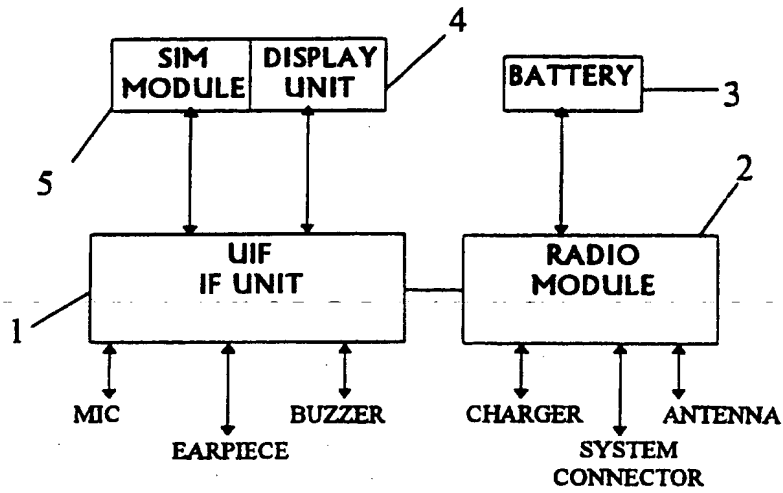 SIM
MODULE
DISPLAY
UNIT
4
BATTERY
3
5
2
UIF
IF UNIT
RADIO
MODULE
1
MIC
EARPIECE
BUZZER
CHARGER
SYSTEM
CONNECTOR
ANTENNA